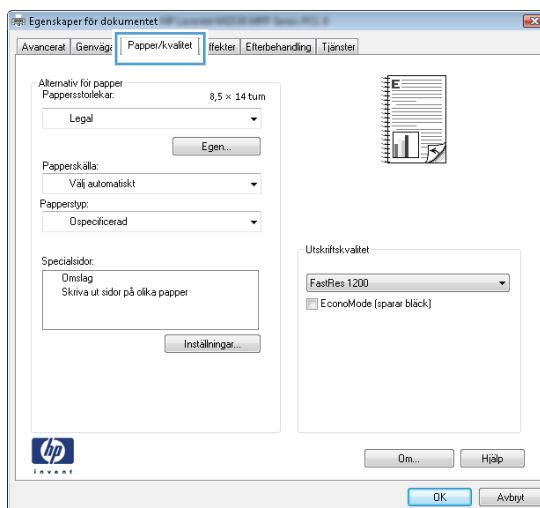 Egenskaper för dokumentet
Avancerat Papper/kvalitet Efterbehandling Tjänster
Alternativ för papper
Pappersstorlekar: 8,5 × 14 tum
Legal
Egen...
Papperskälla:
Välj automatiskt
Papperstyp:
Ospecificerad
Specialsidor:
Omslag
Skriva ut sidor på olika papper
Inställningar...
E
Utskriftskvalitet
FastRes 1200
EconoMode (sparar bläck)
hp
invent
Om... Hjälp
OK Avbryt